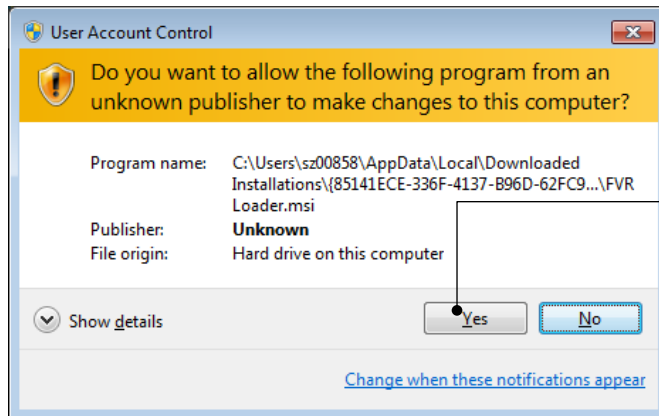 User Account Control
Do you want to allow the following program from an
unknown publisher to make changes to this computer?
Program name: C:\Users\sz00858\AppData\Local\Downloaded
Installations\{85141ECE-336F-4137-B96D-62FC9...\FVR
Loader.msi
Publisher: Unknown
File origin: Hard drive on this computer
Show details Yes No
Change when these notifications appear